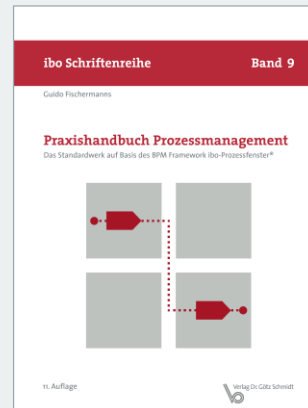 ibo Schriftenreihe Band 9
Guido Fischermanns
Praxishandbuch Prozessmanagement
Das Standardwerk auf Basis des BPM Framework ibo-Prozessfenster®
11. Auflage
Verlag Dr. Götz Schmidt